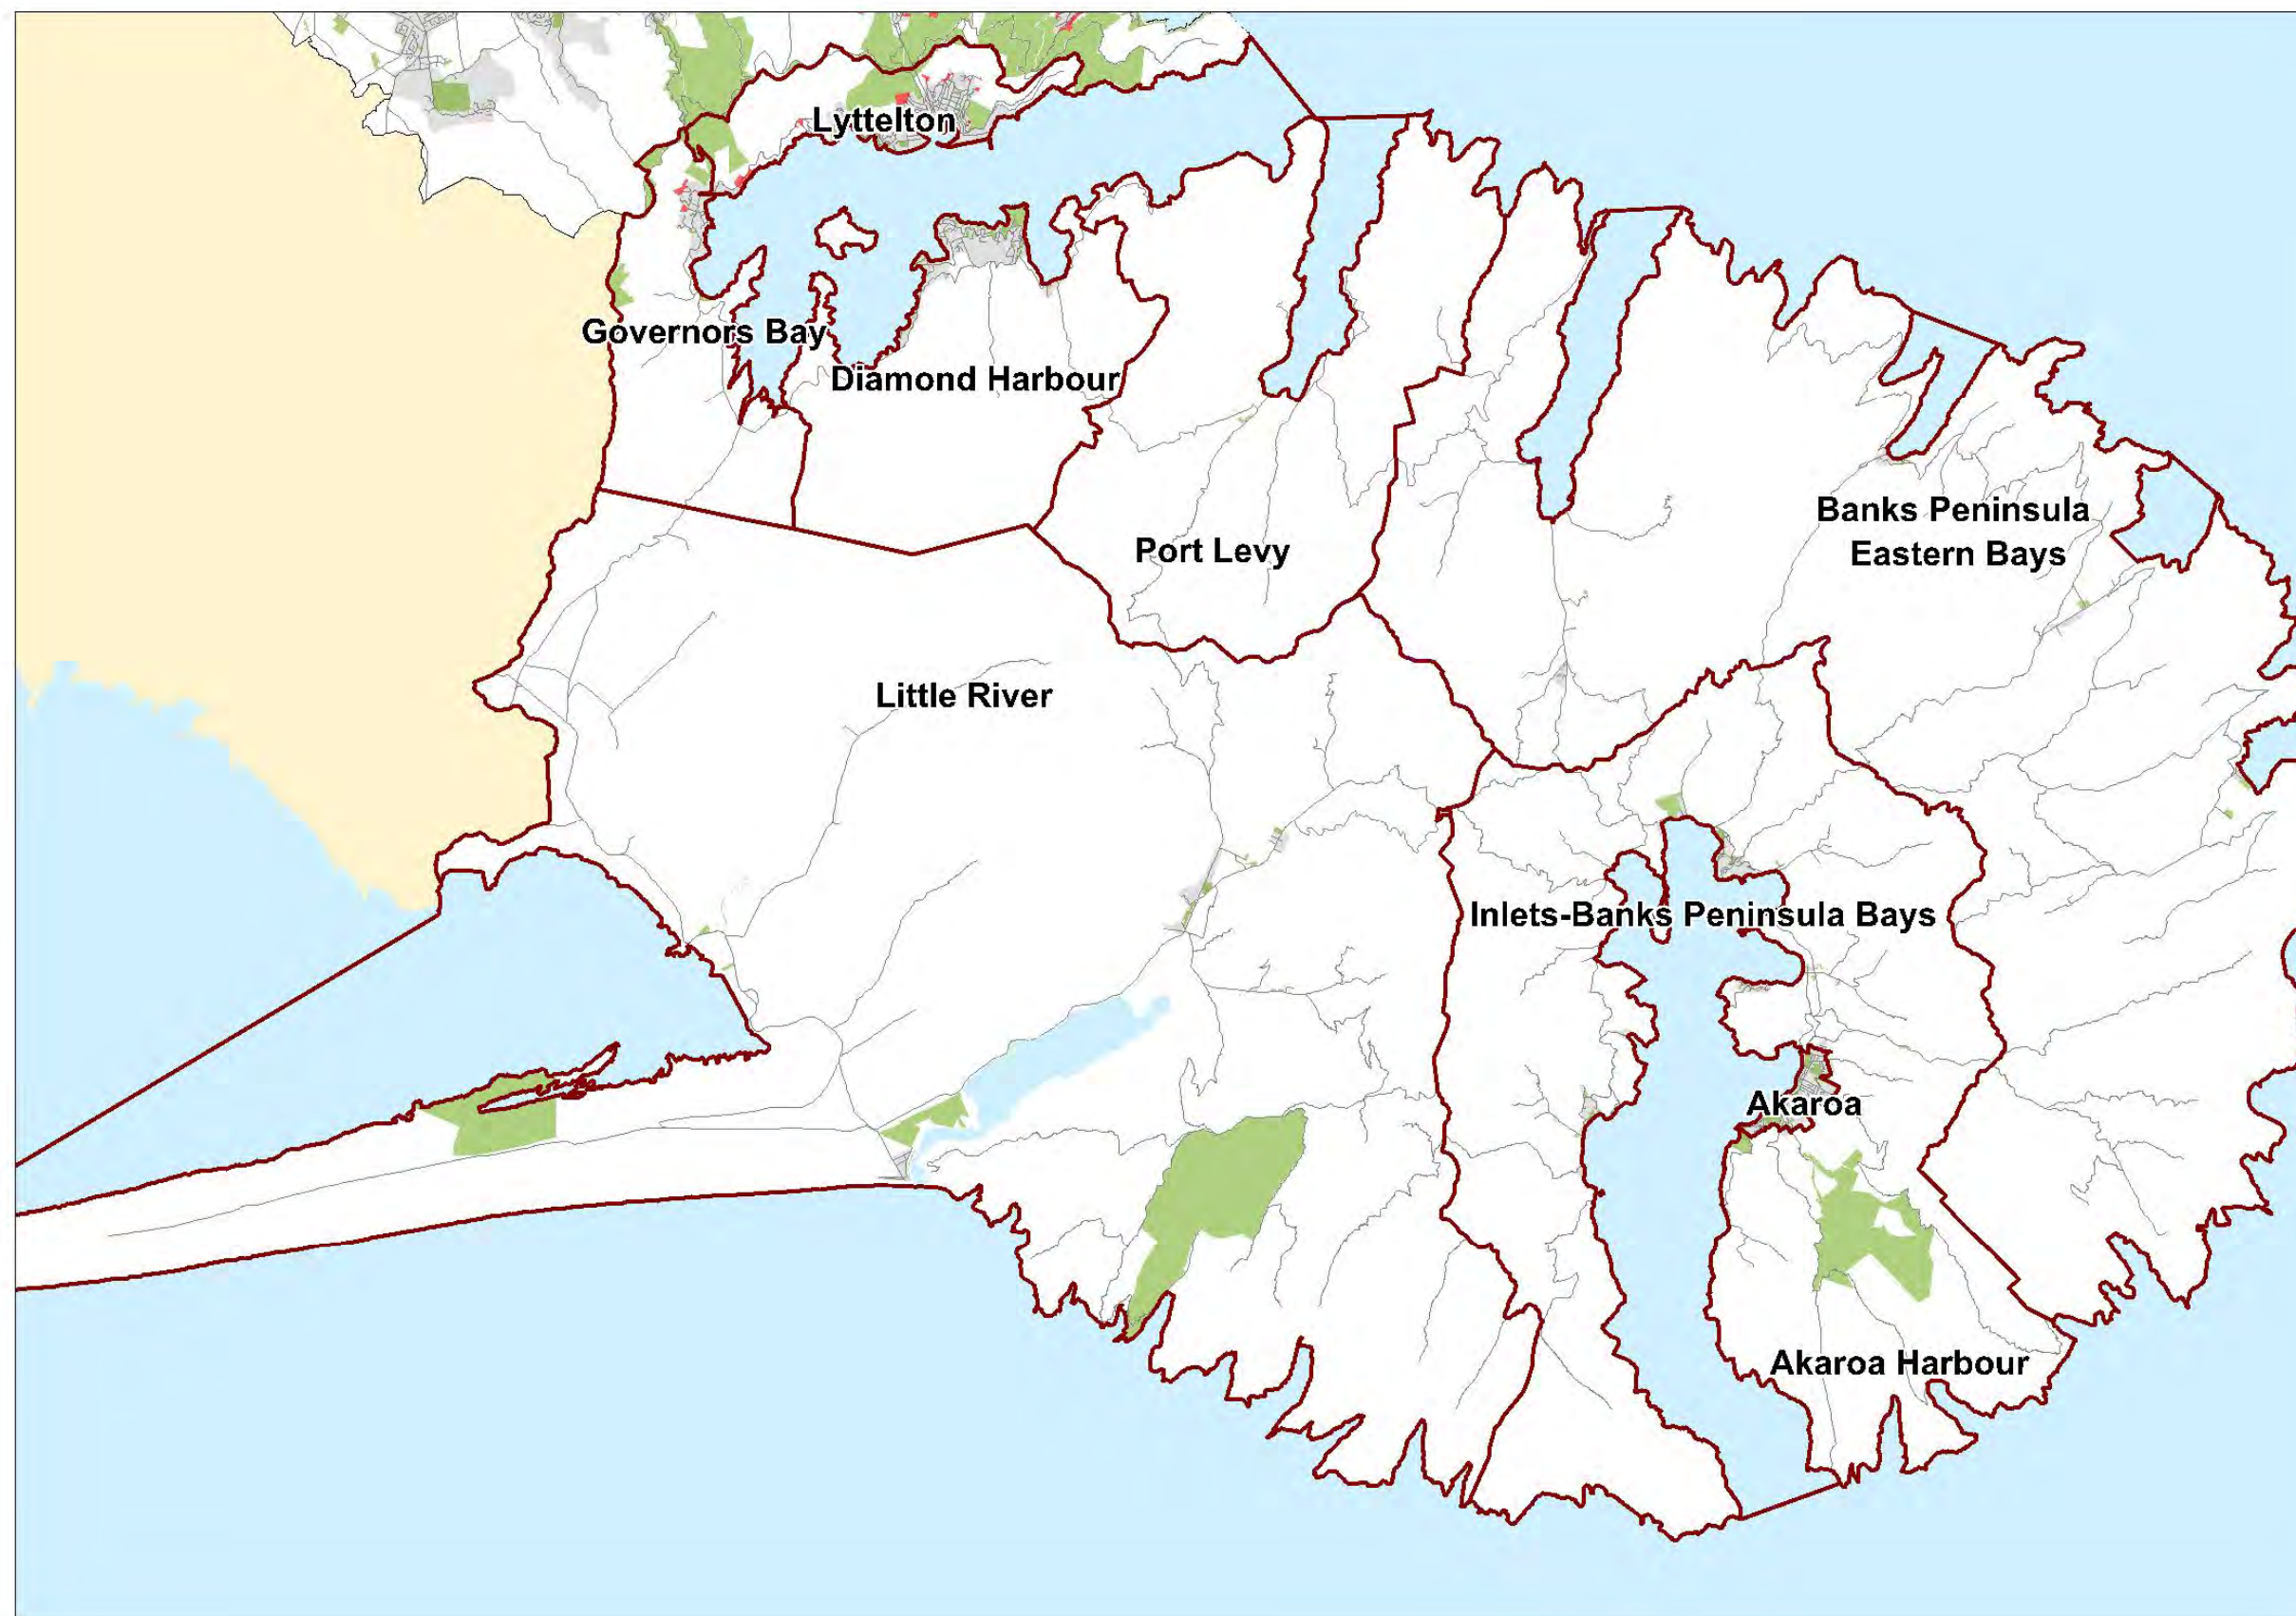 Lyttelton
Governors Bay
Diamond Harbour
Banks Peninsula
Eastern Bays
Port Levy
Little River
Inlets-Banks Peninsula Bays
Akaroa
Akaroa Harbour